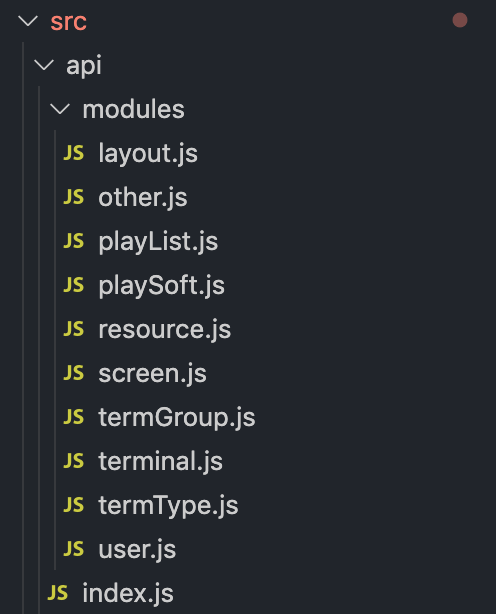 src
api
modules
JS layout.js
JS other.js
JS playList.js
JS playSoft.js
JS resource.js
JS screen.js
JS termGroup.js
JS terminal.js
JS termType.js
JS user.js
JS index.js